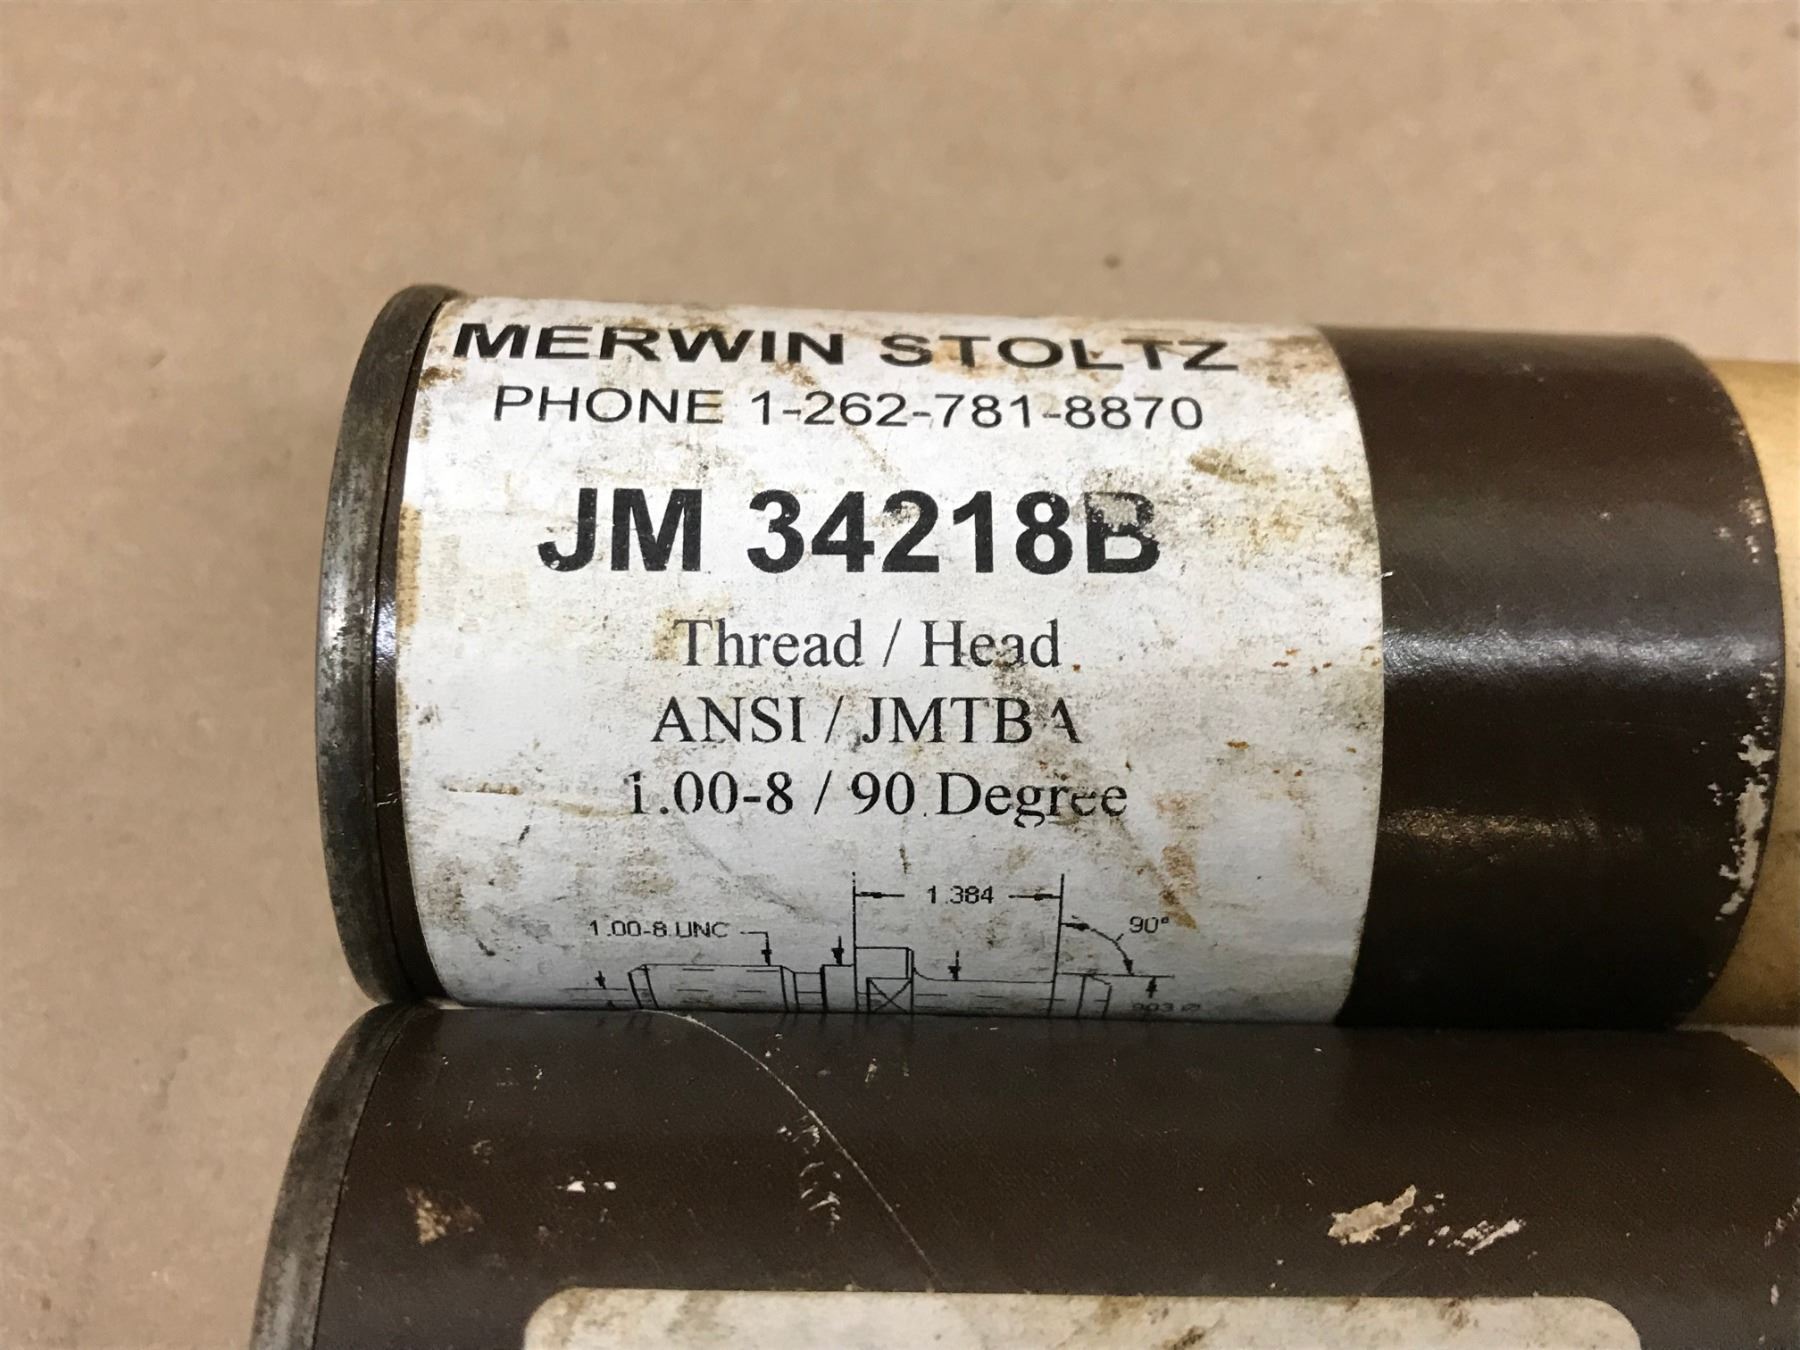 MERWIN STOLTZ
PHONE 1-262-781-8870
JM 34218B
Thread / Head
ANSI / JMTBA
1.00-8 / 90 Degree
1.384
1.00-8 UNC
90°
.903 Ø